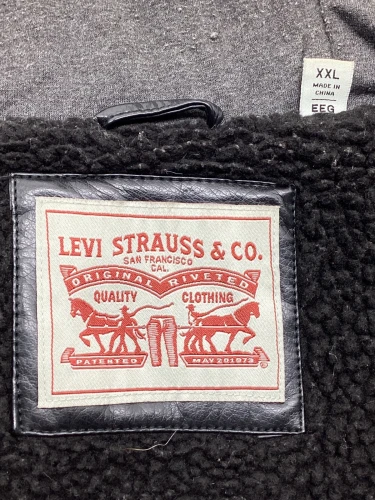 XXL
MADE IN
CHINA
EEG
LEVI STRAUSS & CO.
SAN FRANCISCO
CAL.
ORIGINAL RIVETED
QUALITY CLOTHING
PATENTED MAY 20 1873
®